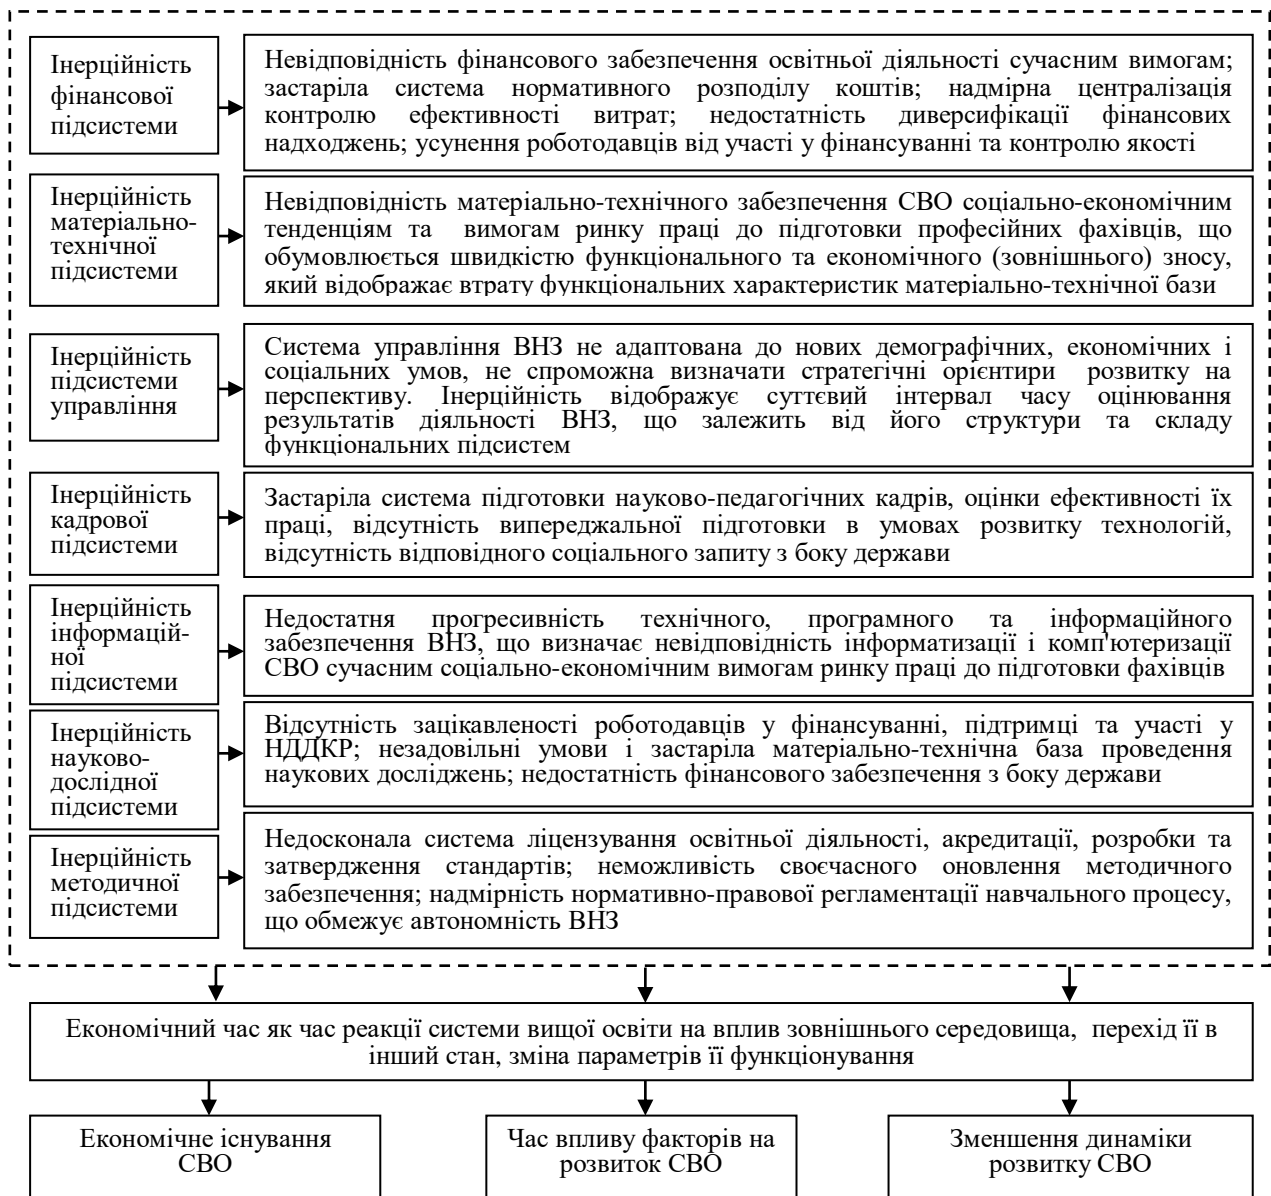 Інерційність
фінансової
підсистеми
Невідповідність фінансового забезпечення освітньої діяльності сучасним вимогам;
застаріла система нормативного розподілу коштів; надмірна централізація
контролю ефективності витрат; недостатність диверсифікації фінансових
надходжень; усунення роботодавців від участі у фінансуванні та контролю якості
Інерційність
матеріально-
технічної
підсистеми
Невідповідність матеріально-технічного забезпечення СВО соціально-економічним
тенденціям та вимогам ринку праці до підготовки професійних фахівців, що
обумовлюється швидкістю функціонального та економічного (зовнішнього) зносу,
який відображає втрату функціональних характеристик матеріально-технічної бази
Інерційність
підсистеми
управління
Система управління ВНЗ не адаптована до нових демографічних, економічних і
соціальних умов, не спроможна визначати стратегічні орієнтири розвитку на
перспективу. Інерційність відображує суттєвий інтервал часу оцінювання
результатів діяльності ВНЗ, що залежить від його структури та складу
функціональних підсистем
Інерційність
кадрової
підсистеми
Застаріла система підготовки науково-педагогічних кадрів, оцінки ефективності їх
праці, відсутність випереджальної підготовки в умовах розвитку технологій,
відсутність відповідного соціального запиту з боку держави
Інерційність
інформацій-
ної
підсистеми
Недостатня прогресивність технічного, програмного та інформаційного
забезпечення ВНЗ, що визначає невідповідність інформатизації і комп'ютеризації
СВО сучасним соціально-економічним вимогам ринку праці до підготовки фахівців
Інерційність
науково-
дослідної
підсистеми
Відсутність зацікавленості роботодавців у фінансуванні, підтримці та участі у
НДДКР; незадовільні умови і застаріла матеріально-технічна база проведення
наукових досліджень; недостатність фінансового забезпечення з боку держави
Інерційність
методичної
підсистеми
Недосконала система ліцензування освітньої діяльності, акредитації, розробки та
затвердження стандартів; неможливість своєчасного оновлення методичного
забезпечення; надмірність нормативно-правової регламентації навчального процесу,
що обмежує автономність ВНЗ
Економічний час як час реакції системи вищої освіти на вплив зовнішнього середовища, перехід її в
інший стан, зміна параметрів її функціонування
Економічне існування
СВО
Час впливу факторів на
розвиток СВО
Зменшення динаміки
розвитку СВО